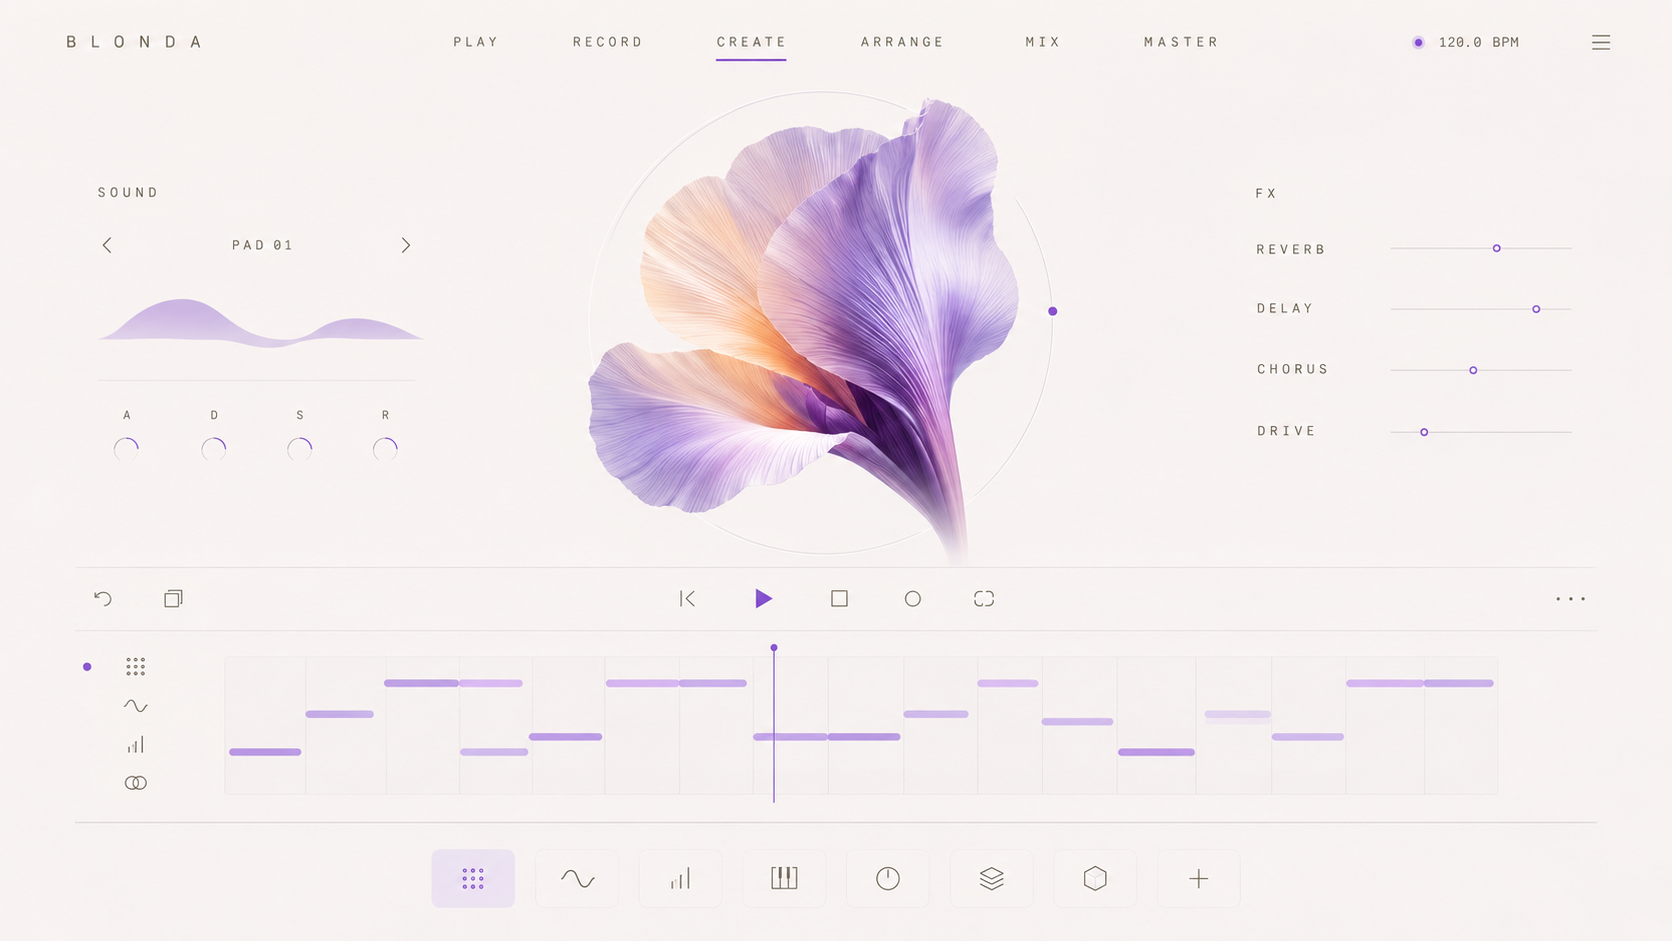 BLONDA
PLAY RECORD CREATE ARRANGE MIX MASTER
120.0 BPM
SOUND
PAD 01
A D S R
FX
REVERB
DELAY
CHORUS
DRIVE